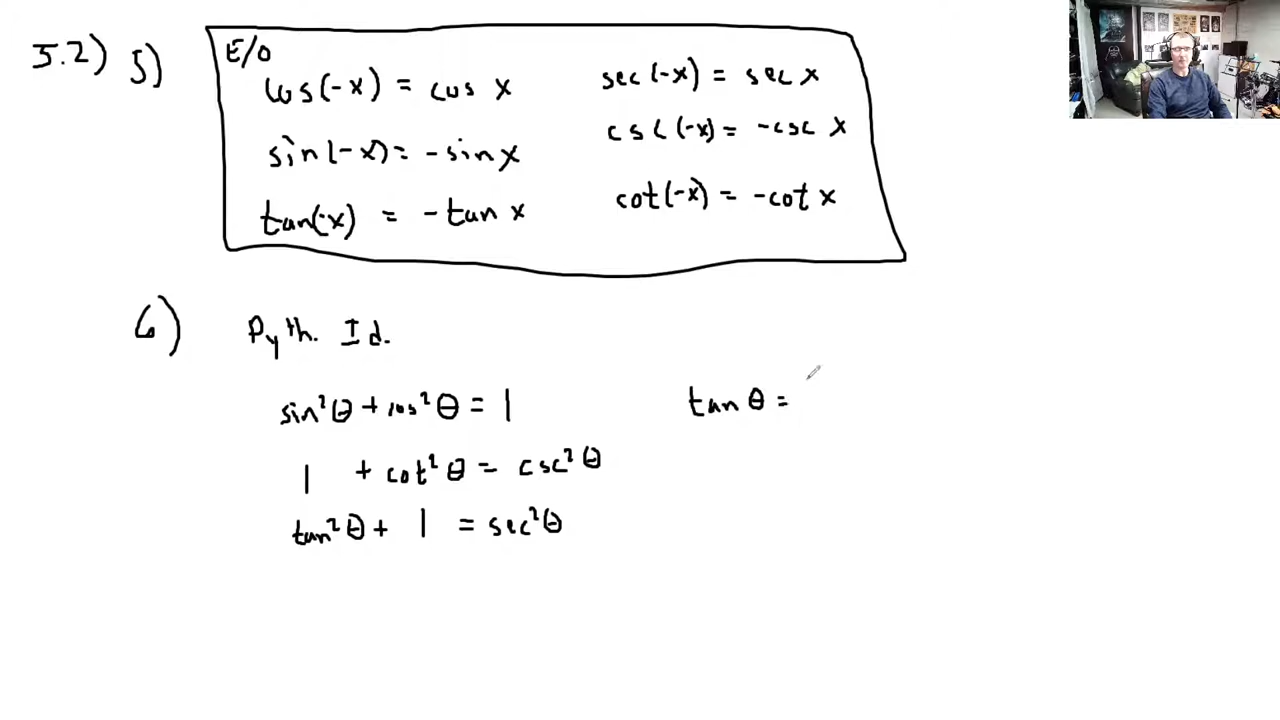 5.2) 5)
E/O
cos(-x) = cos x
sec(-x) = sec x
sin(-x) = -sin x
csc(-x) = -csc x
tan(-x) = -tan x
cot(-x) = -cot x
6) Pyth. Id.
sin²θ + cos²θ = 1
tan θ =
1 + cot²θ = csc²θ
tan²θ + 1 = sec²θ